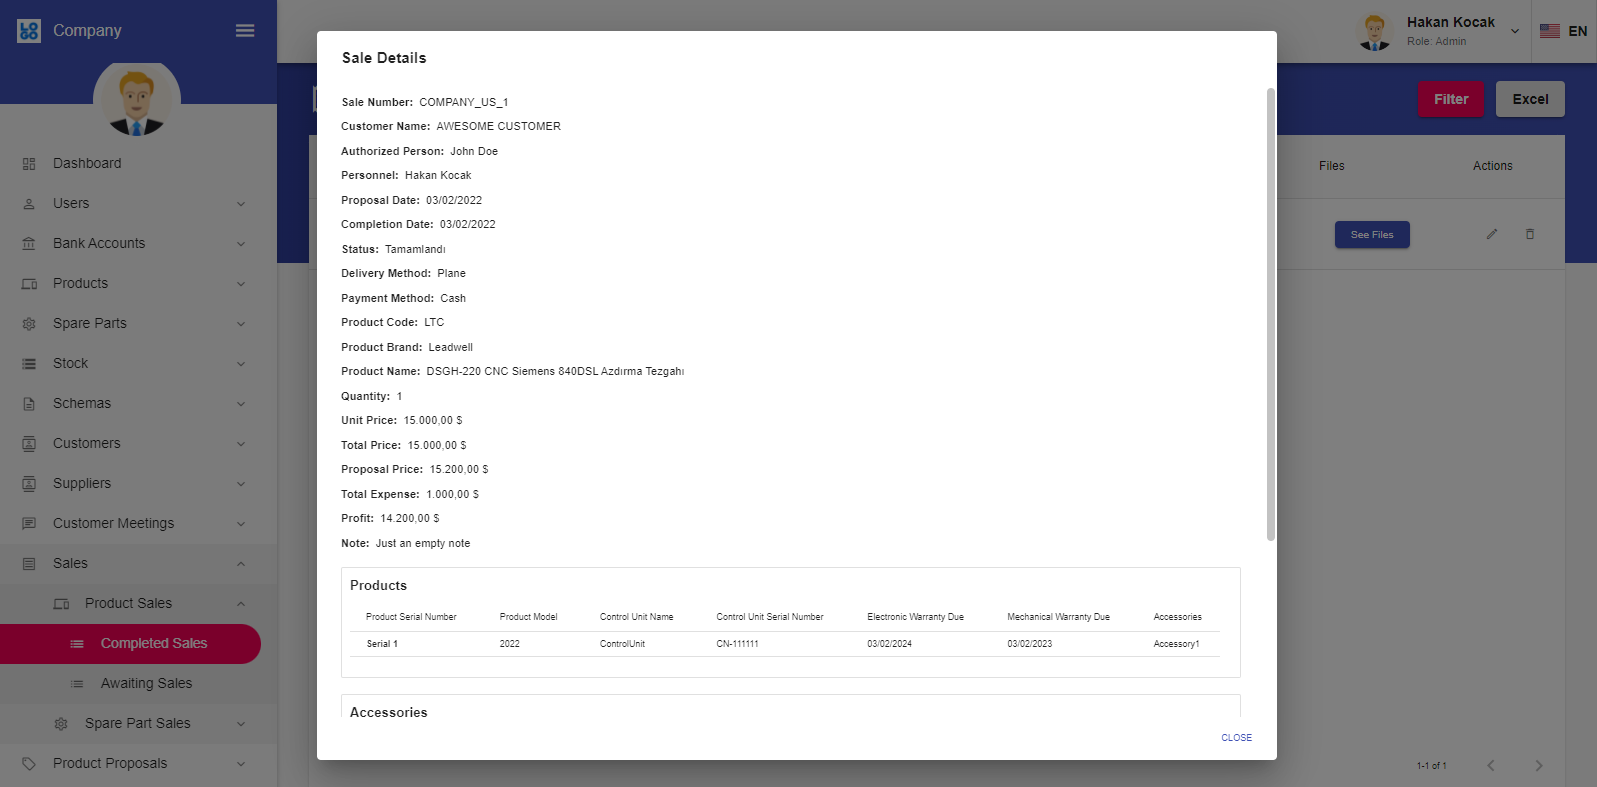 LO
GO
Company
Hakan Kocak
Role: Admin
EN
Filter
Excel
Dashboard
Users
Bank Accounts
Products
Spare Parts
Stock
Schemas
Customers
Suppliers
Customer Meetings
Sales
Product Sales
Completed Sales
Awaiting Sales
Spare Part Sales
Product Proposals
Files
Actions
See Files
1-1 of 1
Sale Details
Sale Number: COMPANY_US_1
Customer Name: AWESOME CUSTOMER
Authorized Person: John Doe
Personnel: Hakan Kocak
Proposal Date: 03/02/2022
Completion Date: 03/02/2022
Status: Tamamlandı
Delivery Method: Plane
Payment Method: Cash
Product Code: LTC
Product Brand: Leadwell
Product Name: DSGH-220 CNC Siemens 840DSL Azdırma Tezgahı
Quantity: 1
Unit Price: 15.000,00 $
Total Price: 15.000,00 $
Proposal Price: 15.200,00 $
Total Expense: 1.000,00 $
Profit: 14.200,00 $
Note: Just an empty note
Products
Product Serial Number Product Model Control Unit Name Control Unit Serial Number Electronic Warranty Due Mechanical Warranty Due Accessories
Serial 1 2022 ControlUnit CN-111111 03/02/2024 03/02/2023 Accessory1
Accessories
CLOSE